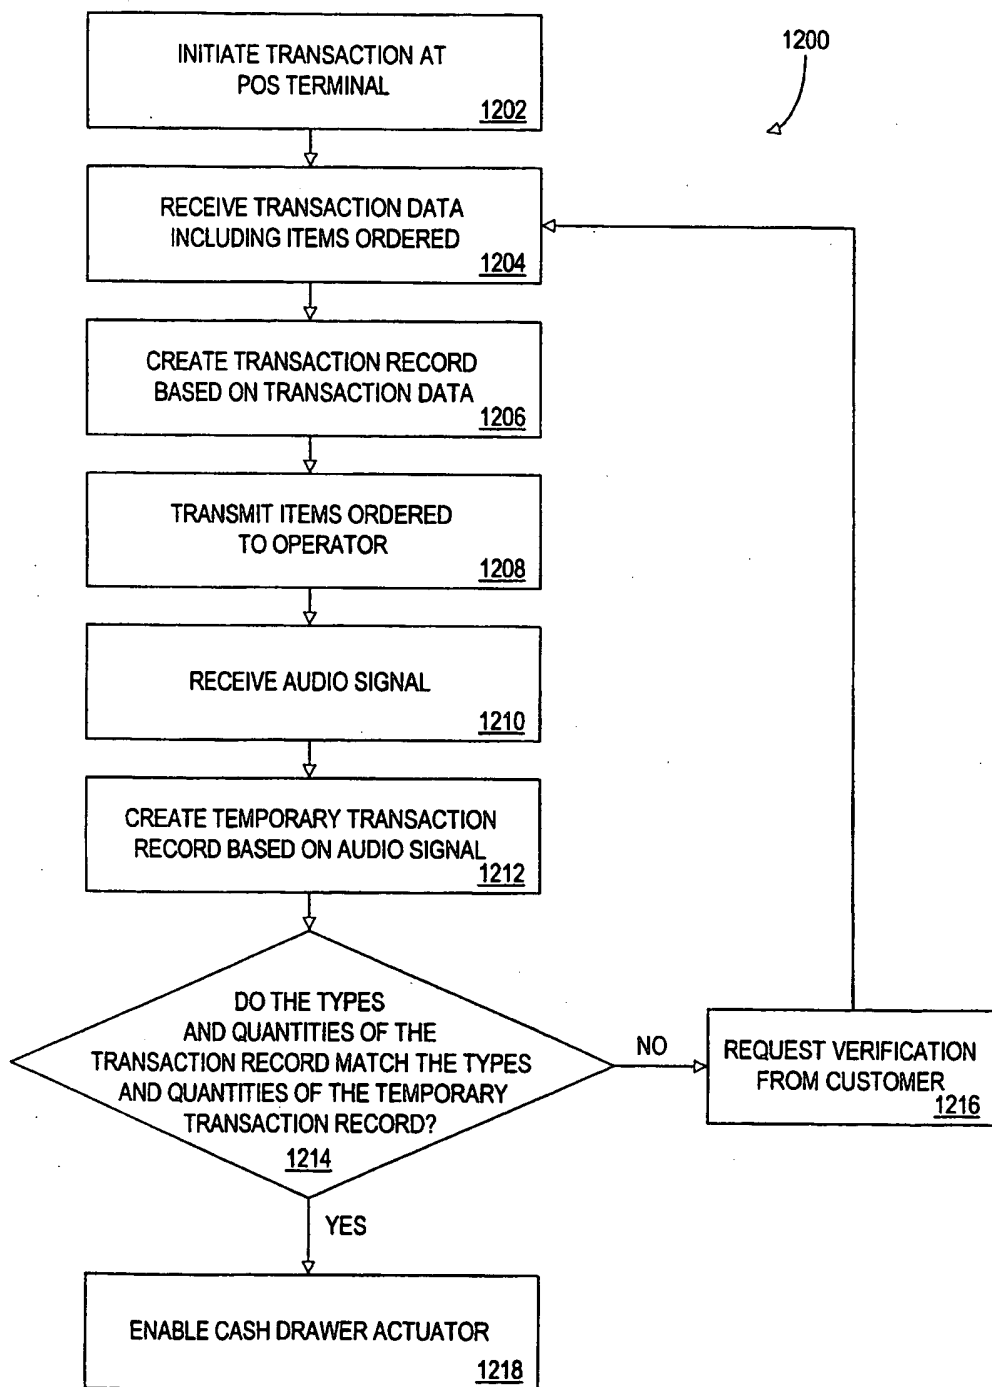 INITIATE TRANSACTION AT
POS TERMINAL
1202
1200
RECEIVE TRANSACTION DATA
INCLUDING ITEMS ORDERED
1204
CREATE TRANSACTION RECORD
BASED ON TRANSACTION DATA
1206
TRANSMIT ITEMS ORDERED
TO OPERATOR
1208
RECEIVE AUDIO SIGNAL
1210
CREATE TEMPORARY TRANSACTION
RECORD BASED ON AUDIO SIGNAL
1212
DO THE TYPES
AND QUANTITIES OF THE
TRANSACTION RECORD MATCH THE TYPES
AND QUANTITIES OF THE TEMPORARY
TRANSACTION RECORD?
1214
NO
REQUEST VERIFICATION
FROM CUSTOMER
1216
YES
ENABLE CASH DRAWER ACTUATOR
1218